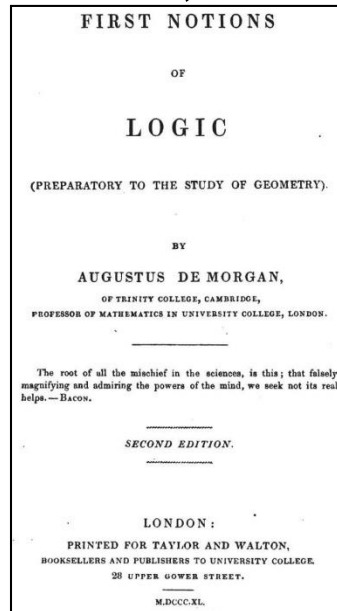 FIRST NOTIONS
OF
LOGIC
(PREPARATORY TO THE STUDY OF GEOMETRY).
BY
AUGUSTUS DE MORGAN,
OF TRINITY COLLEGE, CAMBRIDGE,
PROFESSOR OF MATHEMATICS IN UNIVERSITY COLLEGE, LONDON.
The root of all the mischief in the sciences, is this; that falsely
magnifying and admiring the powers of the mind, we seek not its real
helps.—BACON.
SECOND EDITION.
LONDON:
PRINTED FOR TAYLOR AND WALTON,
BOOKSELLERS AND PUBLISHERS TO UNIVERSITY COLLEGE.
28 UPPER GOWER STREET.
M.DCCC.XL.